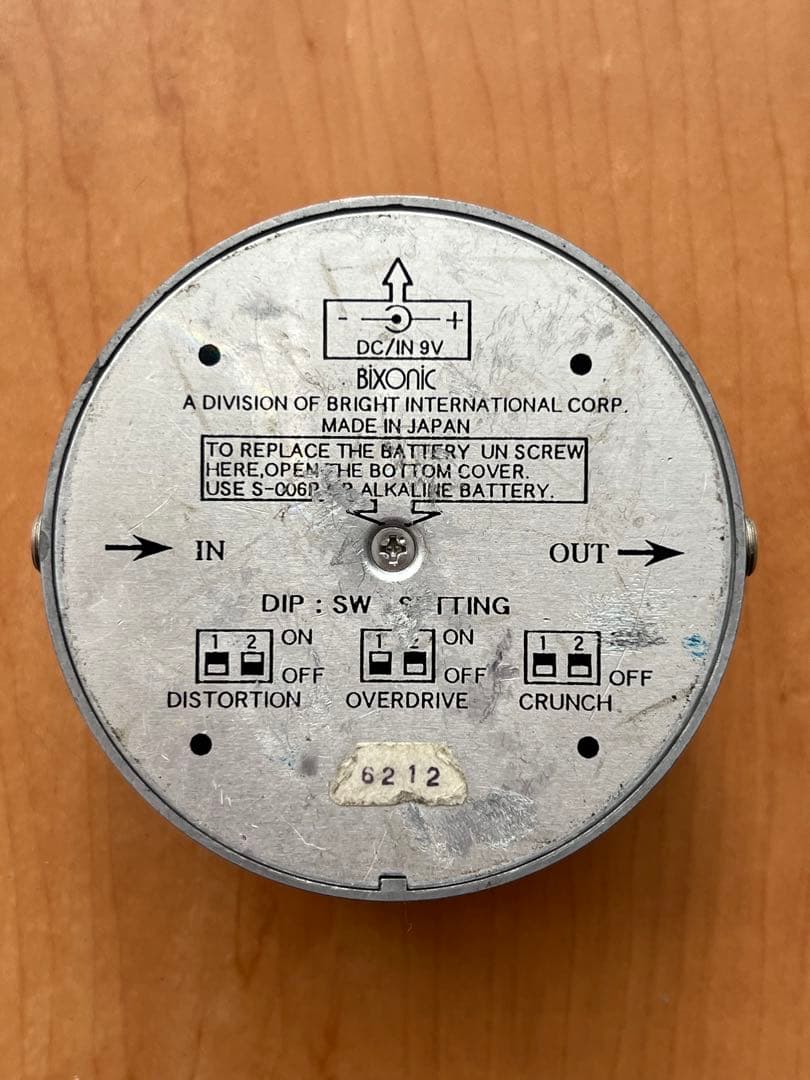 - +
DC/IN 9V
BiXONiC
A DIVISION OF BRIGHT INTERNATIONAL CORP.
MADE IN JAPAN
TO REPLACE THE BATTERY UN SCREW
HERE,OPEN THE BOTTOM COVER.
USE ALKALINE BATTERY.
IN OUT
DIP : SW
1 2 ON 1 2 ON 1 2
OFF OFF OFF
DISTORTION OVERDRIVE CRUNCH
6212